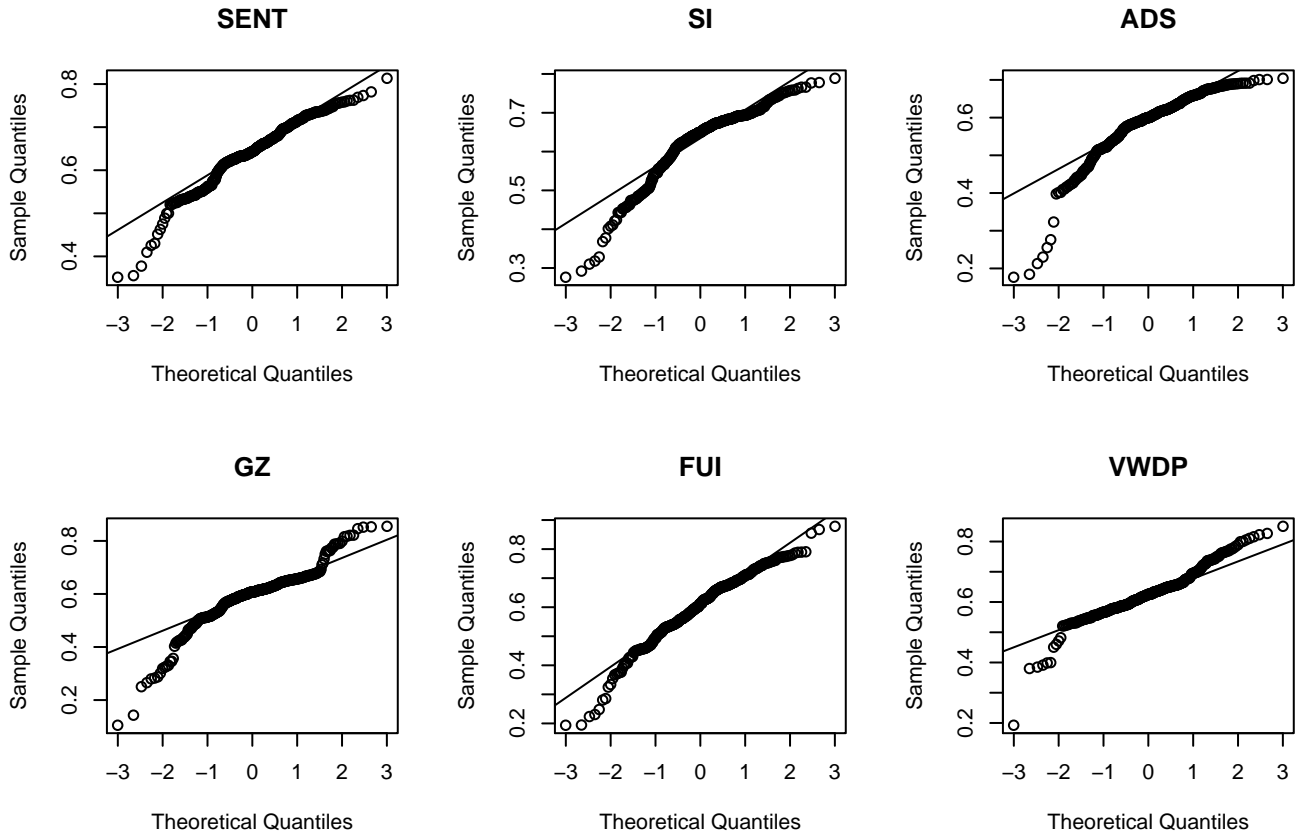 SENT
SI
ADS
Sample Quantiles
0.4 0.6 0.8
−3 −2 −1 0 1 2 3
Theoretical Quantiles
Sample Quantiles
0.3 0.5 0.7
−3 −2 −1 0 1 2 3
Theoretical Quantiles
Sample Quantiles
0.2 0.4 0.6
−3 −2 −1 0 1 2 3
Theoretical Quantiles
GZ
FUI
VWDP
Sample Quantiles
0.2 0.4 0.6 0.8
−3 −2 −1 0 1 2 3
Theoretical Quantiles
Sample Quantiles
0.2 0.4 0.6 0.8
−3 −2 −1 0 1 2 3
Theoretical Quantiles
Sample Quantiles
0.2 0.4 0.6 0.8
−3 −2 −1 0 1 2 3
Theoretical Quantiles